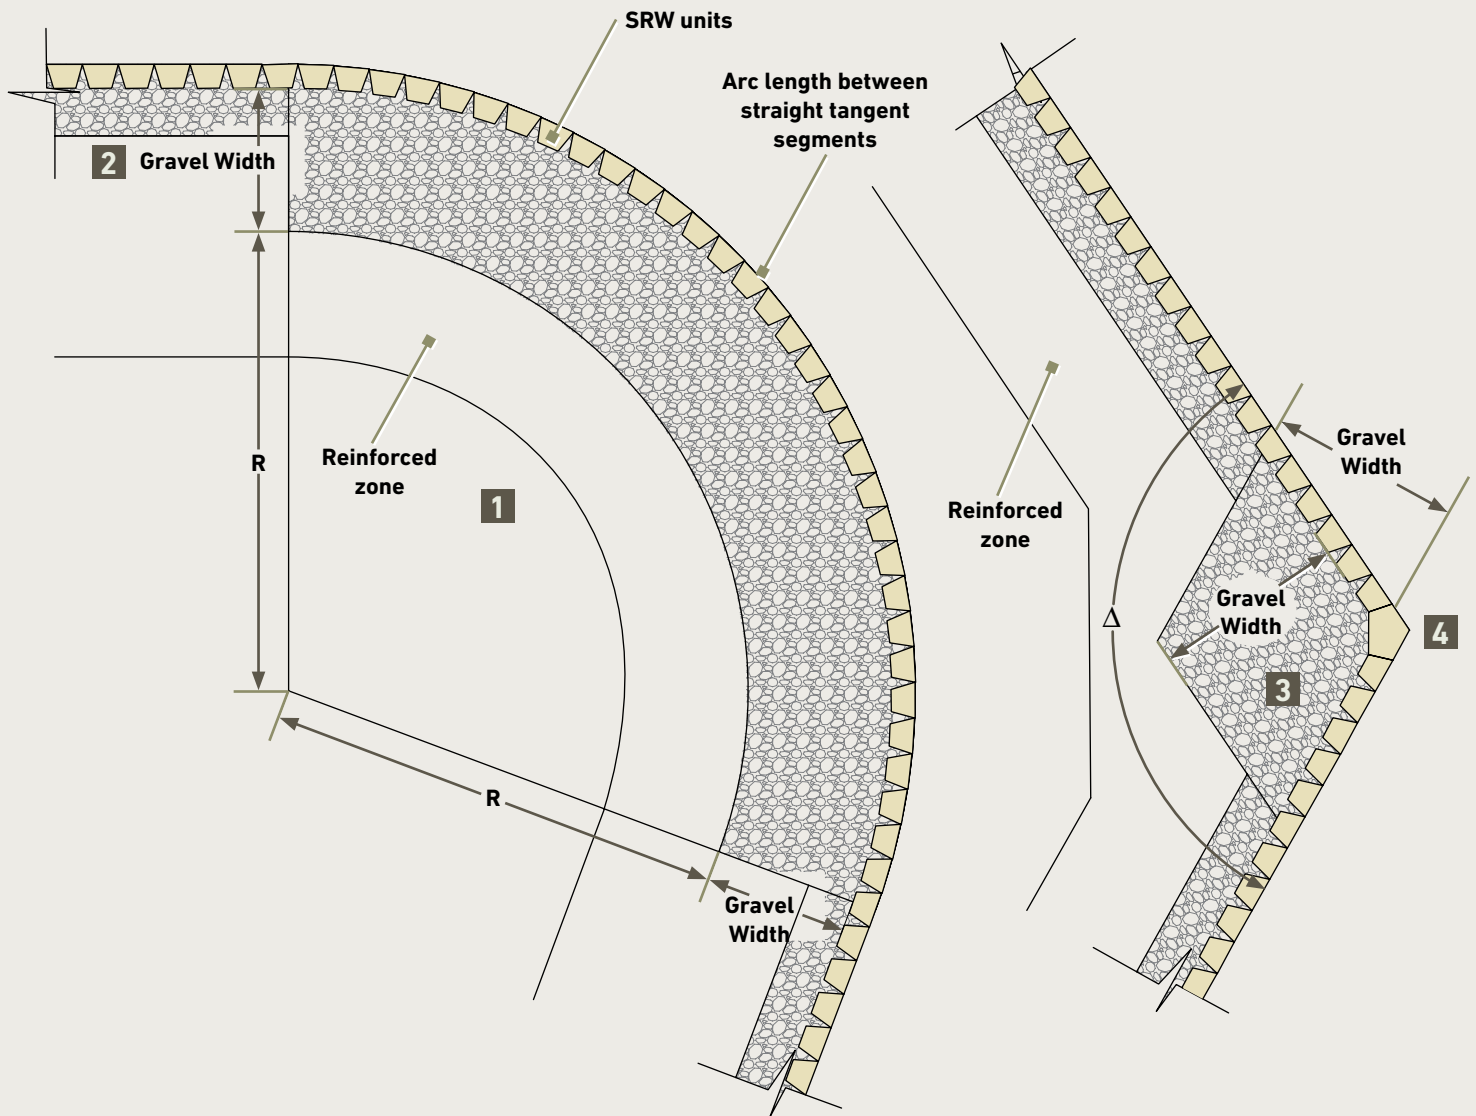 SRW units
Arc length between
straight tangent
segments
2
Gravel Width
R
Reinforced
zone
1
R
Gravel
Width
Reinforced
zone
Δ
Gravel
Width
Gravel
Width
3
4